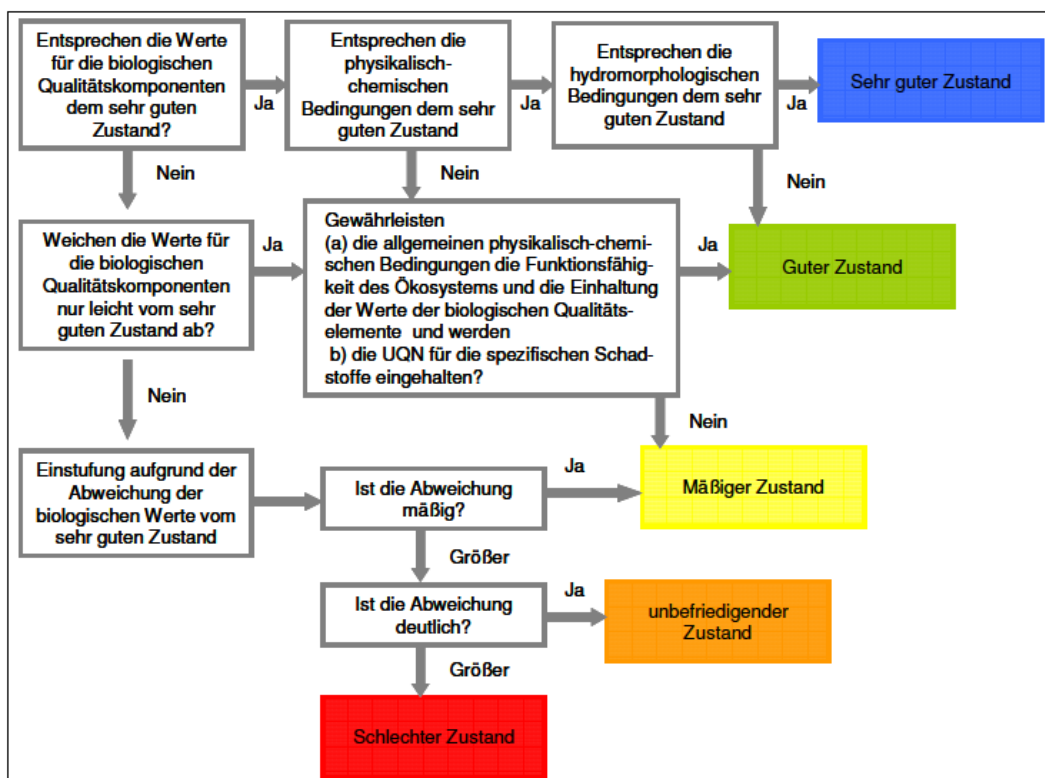 Entsprechen die Werte
für die biologischen
Qualitätskomponenten
dem sehr guten
Zustand?
Ja
Entsprechen die
physikalisch-
chemischen
Bedingungen dem sehr
guten Zustand
Ja
Entsprechen die
hydromorphologischen
Bedingungen dem sehr
guten Zustand
Ja
Sehr guter Zustand
Nein
Nein
Nein
Weichen die Werte für
die biologischen
Qualitätskomponenten
nur leicht vom sehr
guten Zustand ab?
Ja
Gewährleisten
(a) die allgemeinen physikalisch-chemi-
schen Bedingungen die Funktionsfähig-
keit des Ökosystems und die Einhaltung
der Werte der biologischen Qualitäts-
elemente und werden
b) die UQN für die spezifischen Schad-
stoffe eingehalten?
Ja
Guter Zustand
Nein
Nein
Einstufung aufgrund der
Abweichung der
biologischen Werte vom
sehr guten Zustand
Ist die Abweichung
mäßig?
Ja
Mäßiger Zustand
Größer
Ist die Abweichung
deutlich?
Ja
unbefriedigender
Zustand
Größer
Schlechter Zustand